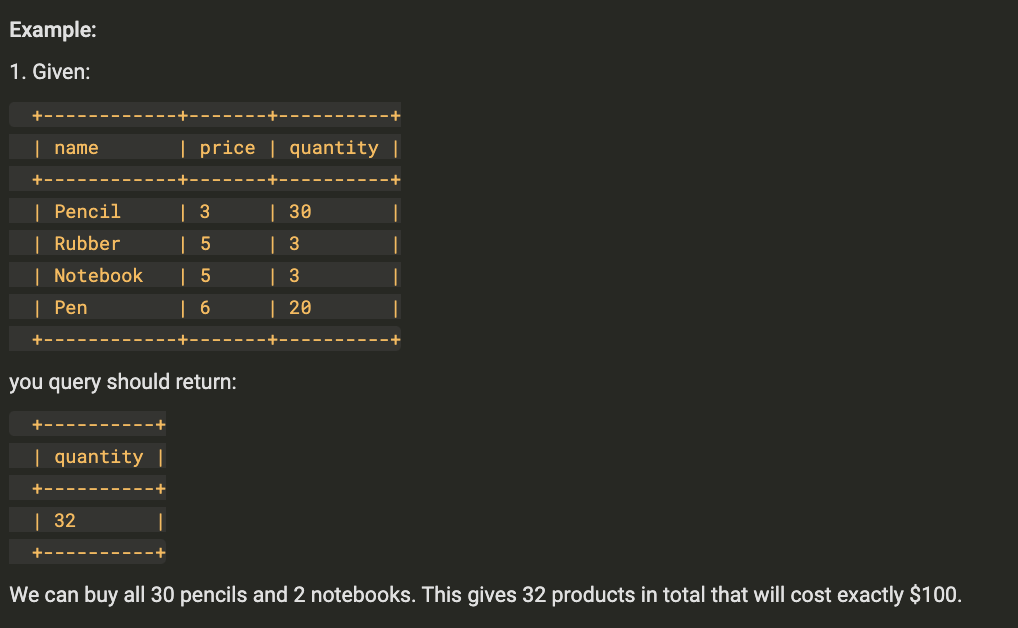 Example:
1. Given:
+------------+-------+----------+
| name       | price | quantity |
+------------+-------+----------+
| Pencil     | 3     | 30       |
| Rubber     | 5     | 3        |
| Notebook   | 5     | 3        |
| Pen        | 6     | 20       |
+------------+-------+----------+
you query should return:
+----------+
| quantity |
+----------+
| 32       |
+----------+
We can buy all 30 pencils and 2 notebooks. This gives 32 products in total that will cost exactly $100.